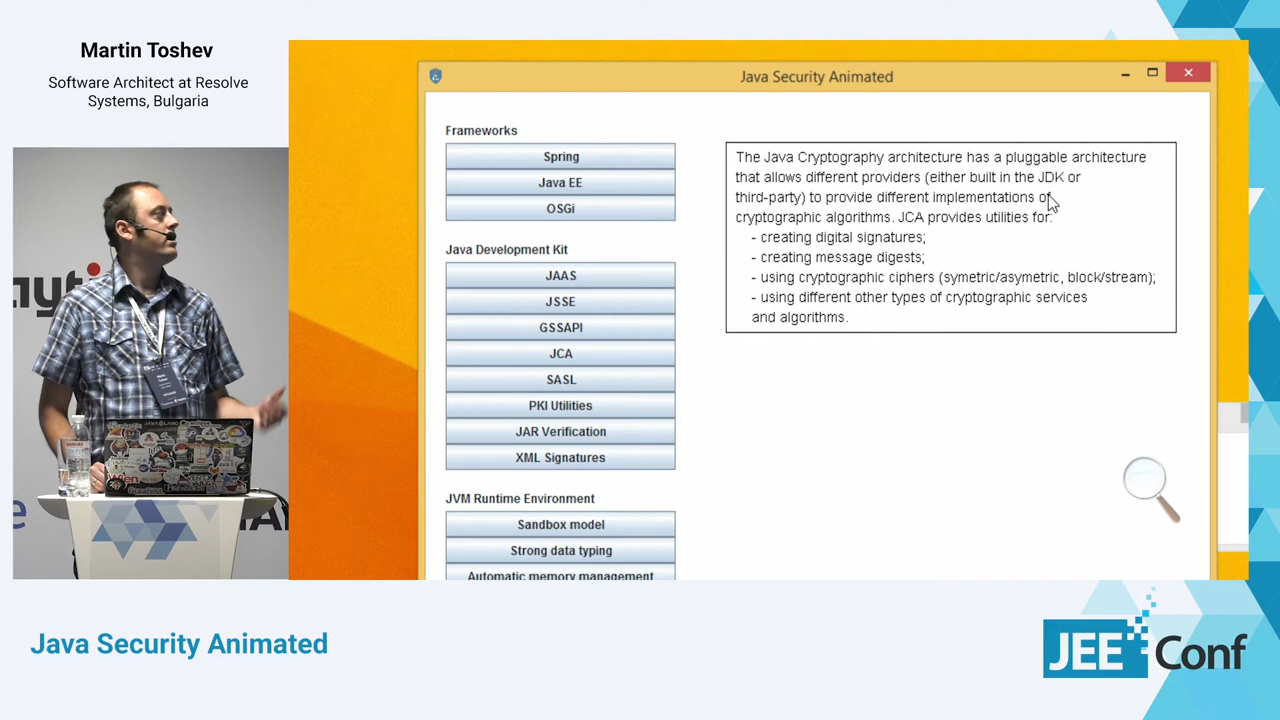 Martin Toshev
Software Architect at Resolve
Systems, Bulgaria
Java Security Animated
Frameworks
Spring
Java EE
OSGi
Java Development Kit
JAAS
JSSE
GSSAPI
JCA
SASL
PKI Utilities
JAR Verification
XML Signatures
JVM Runtime Environment
Sandbox model
Strong data typing
Automatic memory management
The Java Cryptography architecture has a pluggable architecture
that allows different providers (either built in the JDK or
third-party) to provide different implementations of
cryptographic algorithms. JCA provides utilities for:
- creating digital signatures;
- creating message digests;
- using cryptographic ciphers (symetric/asymetric, block/stream);
- using different other types of cryptographic services
and algorithms.
Java Security Animated
JEE Conf